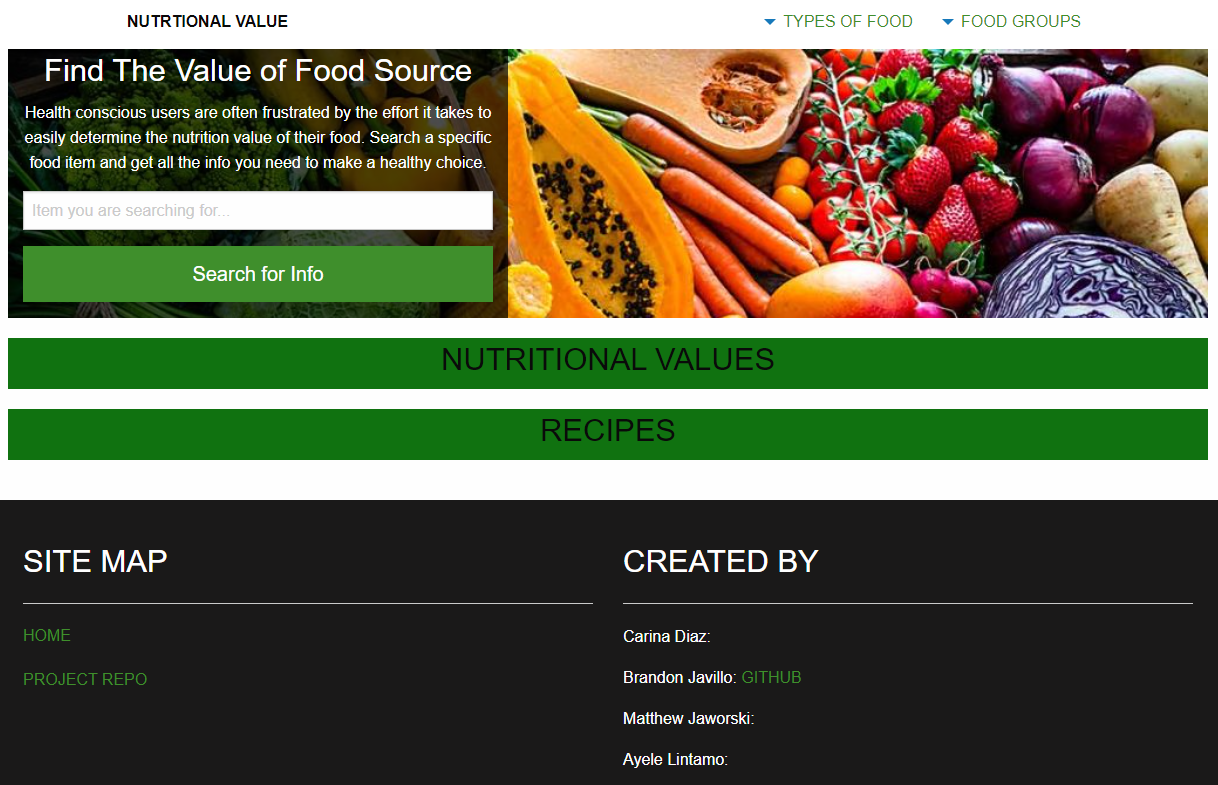 NUTRTIONAL VALUE
TYPES OF FOOD
FOOD GROUPS
Find The Value of Food Source
Health conscious users are often frustrated by the effort it takes to
easily determine the nutrition value of their food. Search a specific
food item and get all the info you need to make a healthy choice.
Item you are searching for...
Search for Info
NUTRITIONAL VALUES
RECIPES
SITE MAP
HOME
PROJECT REPO
CREATED BY
Carina Diaz:
Brandon Javillo: GITHUB
Matthew Jaworski:
Ayele Lintamo: